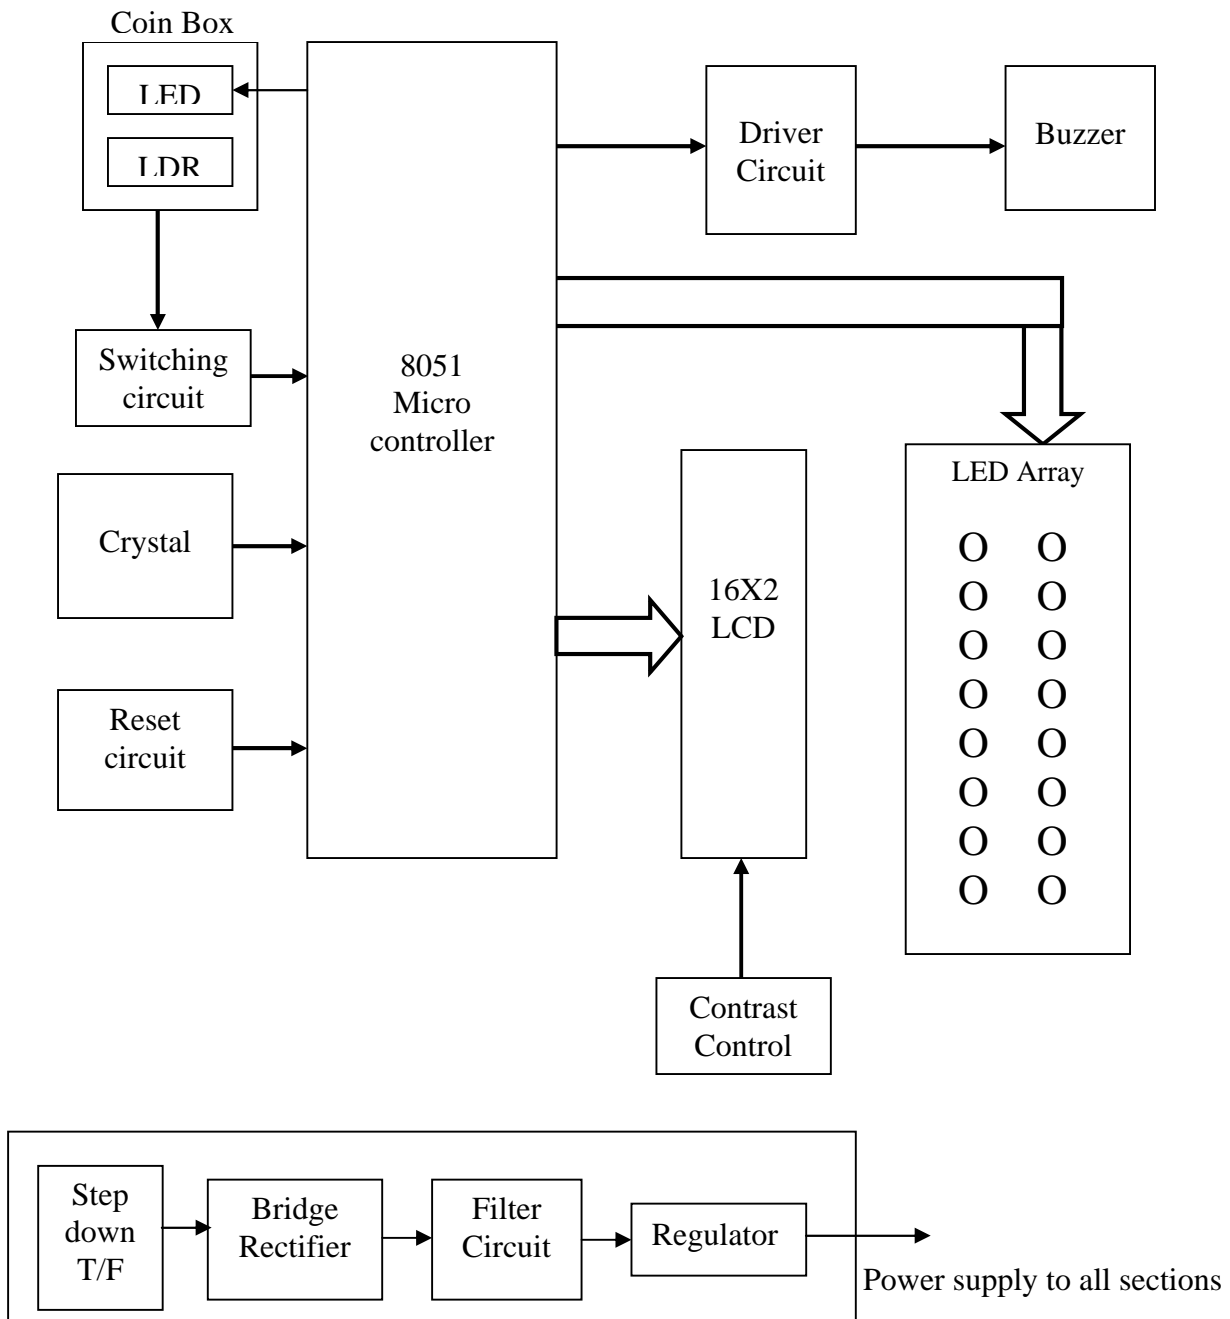 Coin Box
LED
LDR
Switching
circuit
Crystal
Reset
circuit
8051
Micro
controller
Driver
Circuit
Buzzer
16X2
LCD
Contrast
Control
LED Array
O O
O O
O O
O O
O O
O O
O O
O O
Step
down
T/F
Bridge
Rectifier
Filter
Circuit
Regulator
Power supply to all sections